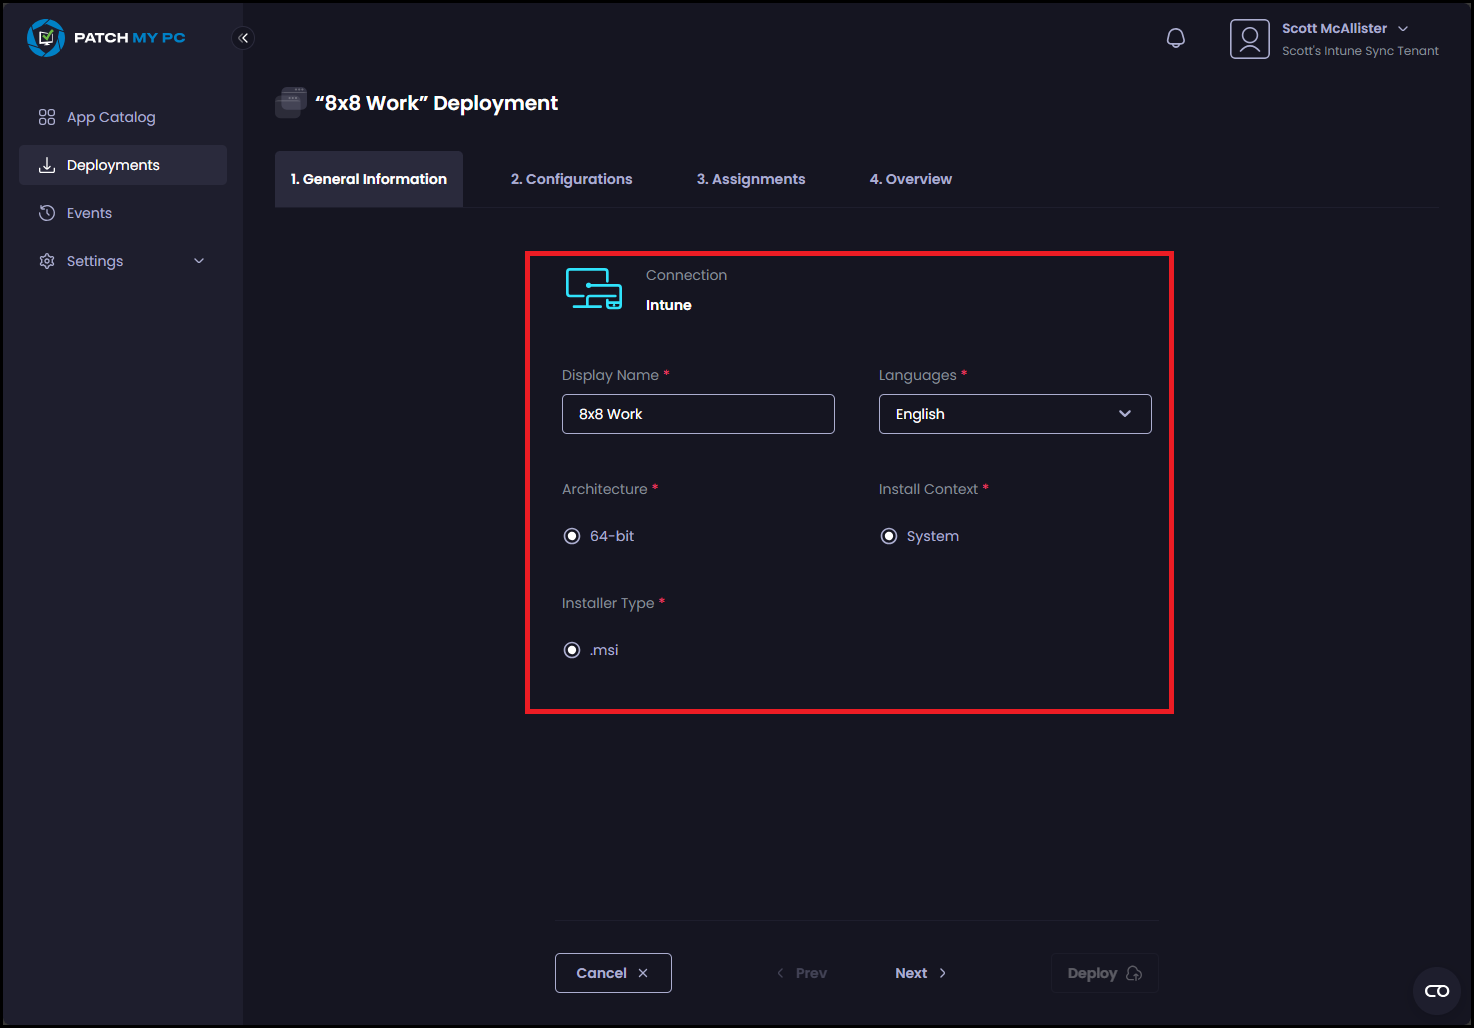 PATCH MY PC
Scott McAllister
Scott's Intune Sync Tenant
App Catalog
Deployments
Events
Settings
“8x8 Work” Deployment
1. General Information
2. Configurations
3. Assignments
4. Overview
Connection
Intune
Display Name *
Languages *
8x8 Work
English
Architecture *
Install Context *
64-bit
System
Installer Type *
.msi
Cancel
Prev
Next
Deploy